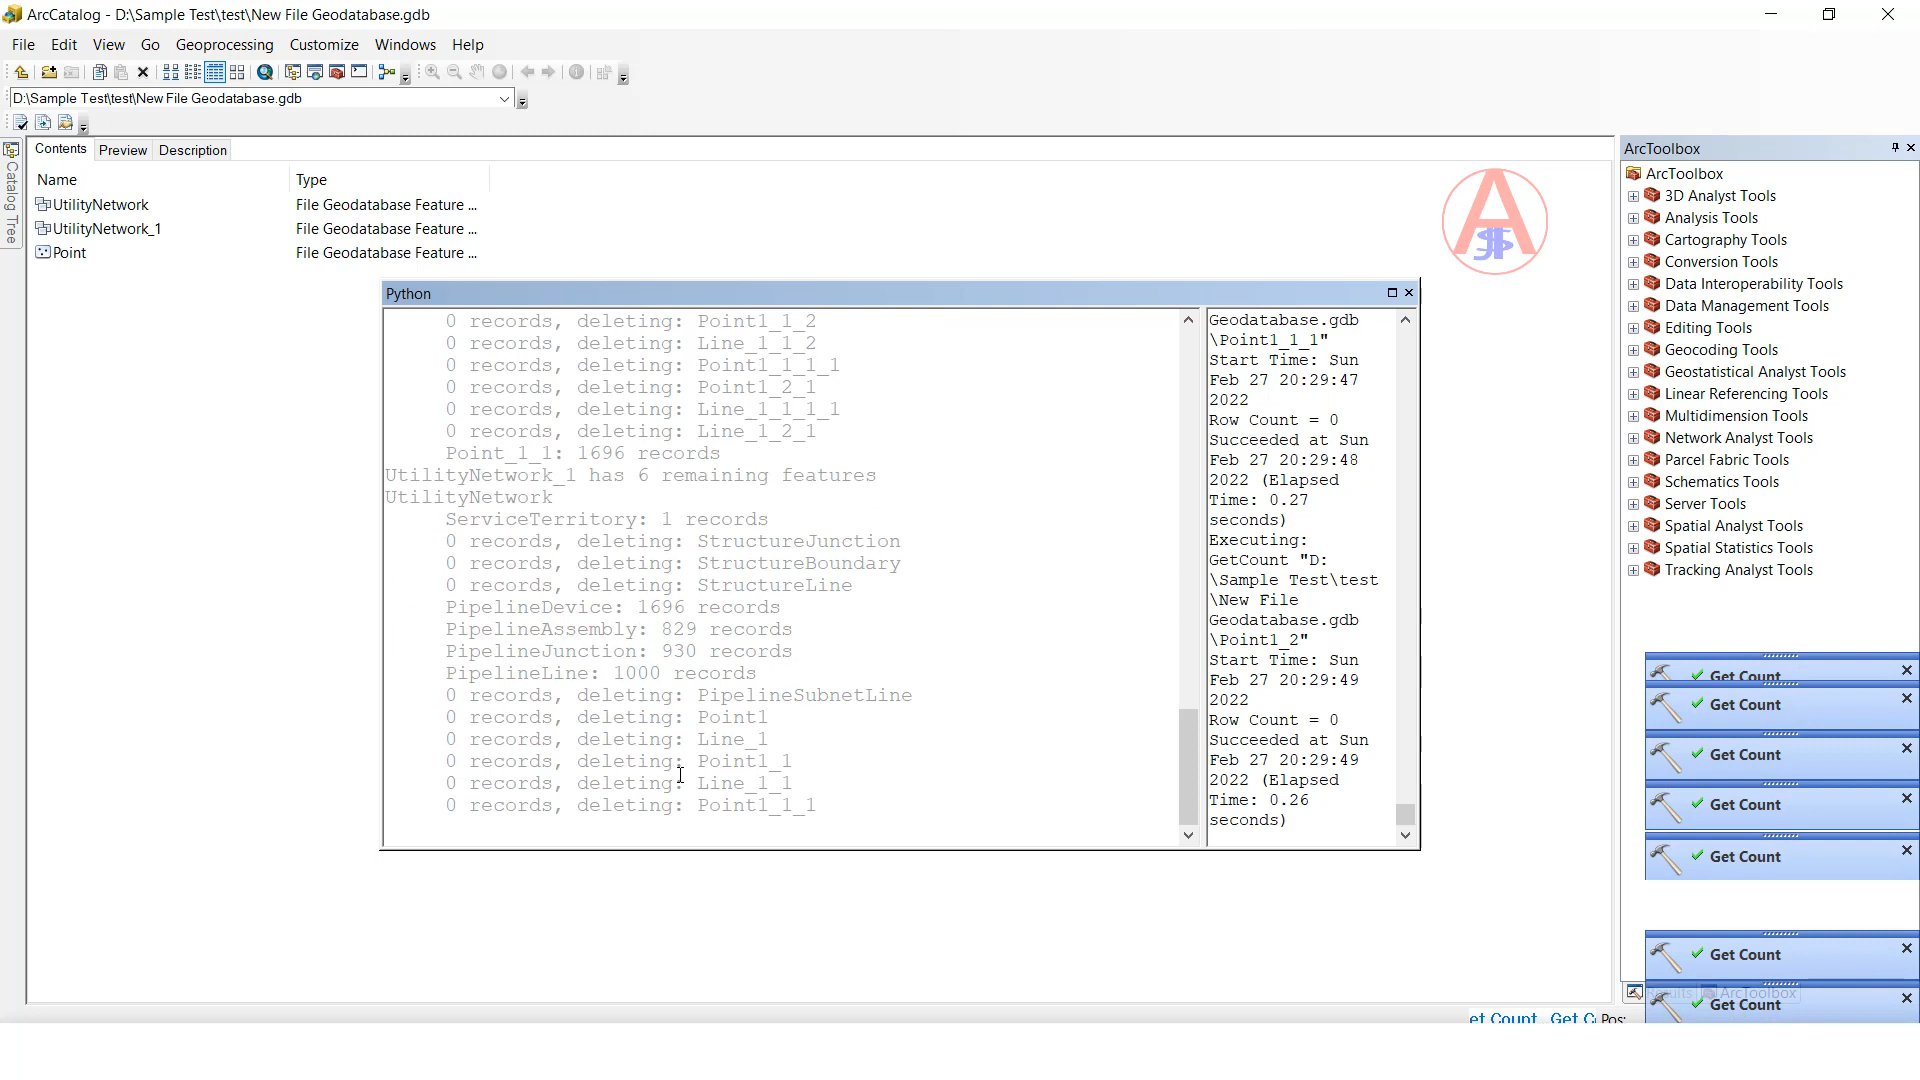 ArcCatalog - D:\Sample Test\test\New File Geodatabase.gdb
File Edit View Go Geoprocessing Customize Windows Help
D:\Sample Test\test\New File Geodatabase.gdb
Catalog Tree
Contents Preview Description
Name Type
UtilityNetwork File Geodatabase Feature ...
UtilityNetwork_1 File Geodatabase Feature ...
Point File Geodatabase Feature ...
Python
0 records, deleting: Point1_1_2
0 records, deleting: Line_1_1_2
0 records, deleting: Point1_1_1_1
0 records, deleting: Point1_2_1
0 records, deleting: Line_1_1_1_1
0 records, deleting: Line_1_2_1
Point_1_1: 1696 records
UtilityNetwork_1 has 6 remaining features
UtilityNetwork
ServiceTerritory: 1 records
0 records, deleting: StructureJunction
0 records, deleting: StructureBoundary
0 records, deleting: StructureLine
PipelineDevice: 1696 records
PipelineAssembly: 829 records
PipelineJunction: 930 records
PipelineLine: 1000 records
0 records, deleting: PipelineSubnetLine
0 records, deleting: Point1
0 records, deleting: Line_1
0 records, deleting: Point1_1
0 records, deleting: Line_1_1
0 records, deleting: Point1_1_1
Geodatabase.gdb
\Point1_1_1"
Start Time: Sun
Feb 27 20:29:47
2022
Row Count = 0
Succeeded at Sun
Feb 27 20:29:48
2022 (Elapsed
Time: 0.27
seconds)
Executing:
GetCount "D:
\Sample Test\test
\New File
Geodatabase.gdb
\Point1_2"
Start Time: Sun
Feb 27 20:29:49
2022
Row Count = 0
Succeeded at Sun
Feb 27 20:29:49
2022 (Elapsed
Time: 0.26
seconds)
ArcToolbox
ArcToolbox
3D Analyst Tools
Analysis Tools
Cartography Tools
Conversion Tools
Data Interoperability Tools
Data Management Tools
Editing Tools
Geocoding Tools
Geostatistical Analyst Tools
Linear Referencing Tools
Multidimension Tools
Network Analyst Tools
Parcel Fabric Tools
Schematics Tools
Server Tools
Spatial Analyst Tools
Spatial Statistics Tools
Tracking Analyst Tools
Get Count
Get Count
Get Count
Get Count
Get Count
Get Count
ArcToolbox
Get Count
et Count Get C Pos: